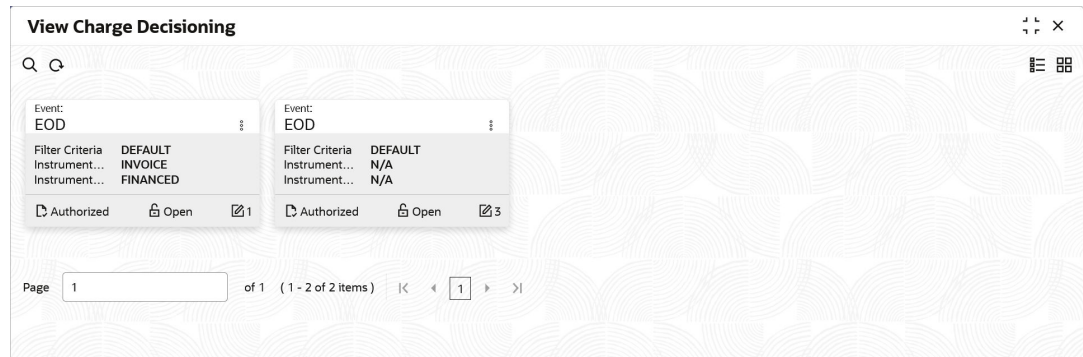 View Charge Decisioning
Event:
EOD
Filter Criteria DEFAULT
Instrument... INVOICE
Instrument... FINANCED
Authorized Open 1
Event:
EOD
Filter Criteria DEFAULT
Instrument... N/A
Instrument... N/A
Authorized Open 3
Page 1 of 1 ( 1 - 2 of 2 items ) 1